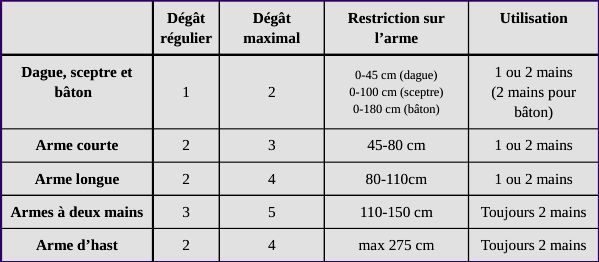 Dégât régulier	Dégât maximal	Restriction sur l’arme	Utilisation
Dague, sceptre et bâton	1	2	0-45 cm (dague) 0-100 cm (sceptre) 0-180 cm (bâton)	1 ou 2 mains (2 mains pour bâton)
Arme courte	2	3	45-80 cm	1 ou 2 mains
Arme longue	2	4	80-110cm	1 ou 2 mains
Armes à deux mains	3	5	110-150 cm	Toujours 2 mains
Arme d’hast	2	4	max 275 cm	Toujours 2 mains